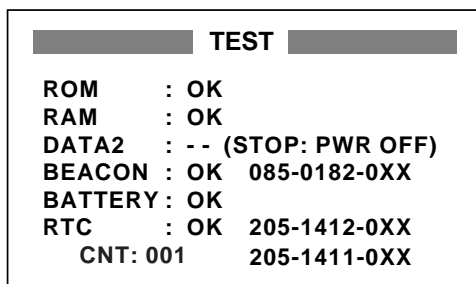 TEST
ROM : OK
RAM : OK
DATA2 : - - (STOP: PWR OFF)
BEACON : OK 085-0182-0XX
BATTERY : OK
RTC : OK 205-1412-0XX
CNT: 001 205-1411-0XX